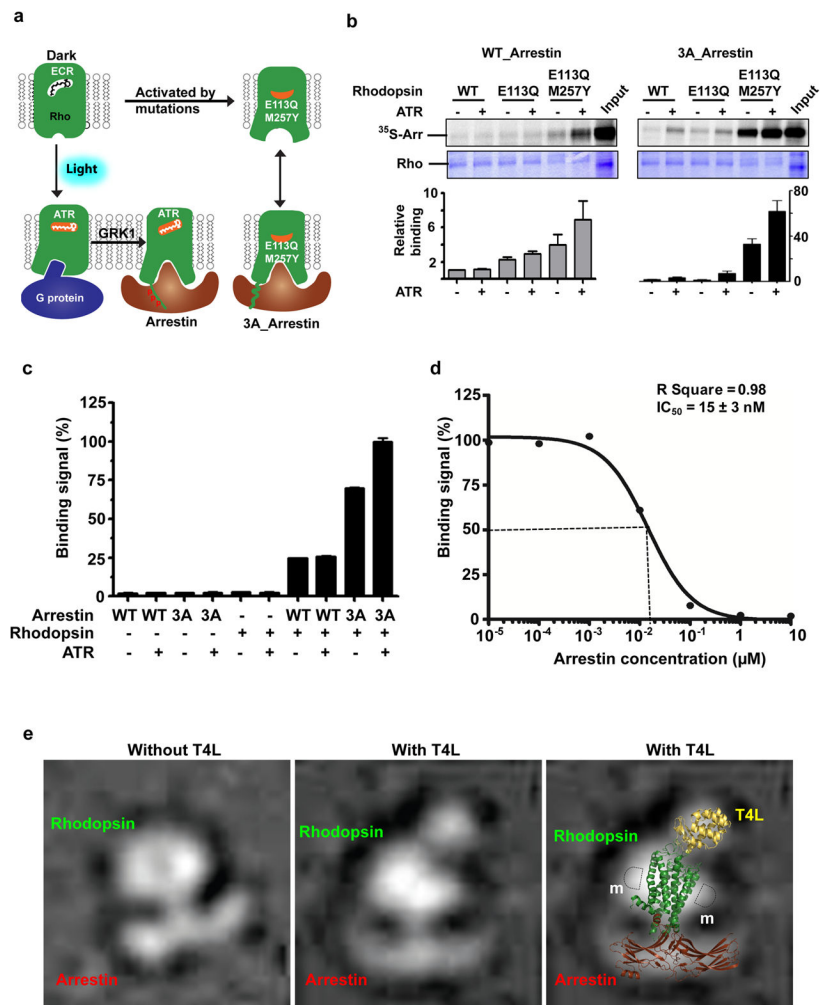 a
Dark
ECR
Rho
Activated by
mutations
E113Q
M257Y
Light
ATR
GRK1
ATR
E113Q
M257Y
G protein
Arrestin
3A_Arrestin
b
WT_Arrestin
3A_Arrestin
Rhodopsin WT E113Q E113Q M257Y Input WT E113Q E113Q M257Y Input
ATR - + - + - + - + - + - +
35S-Arr
Rho
Relative
binding
10
8
6
4
2
80
40
0
ATR - + - + - + - + - + - +
c
Binding signal (%)
125
100
75
50
25
0
Arrestin WT WT 3A 3A - - WT WT 3A 3A
Rhodopsin - - - - + + + + + +
ATR - + - + - + - + - +
d
R Square = 0.98
IC50 = 15 ± 3 nM
Binding signal (%)
125
100
75
50
25
0
10-5 10-4 10-3 10-2 10-1 1 10
Arrestin concentration (µM)
e
Without T4L With T4L With T4L
Rhodopsin Rhodopsin Rhodopsin T4L
m m
Arrestin Arrestin Arrestin